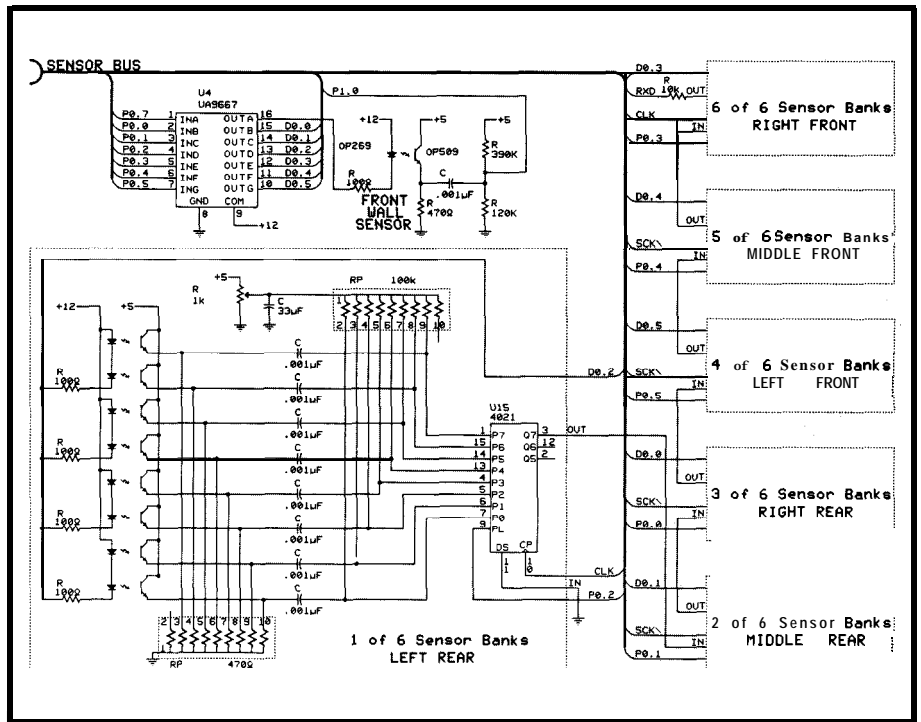 SENSOR BUS
U4
UA9667
P0.7 1 INA OUTA 16
P0.0 2 INB OUTB 15 D0.0
P0.1 3 INC OUTC 14 D0.1
P0.2 4 IND OUTD 13 D0.2
P0.3 5 INE OUTE 12 D0.3
P0.4 6 INF OUTF 11 D0.4
P0.5 7 ING OUTG 10 D0.5
GND COM
8 9
+12
P1.0
+12
OP269
R
100Ω
FRONT
WALL
SENSOR
+5
OP509
C
.001µF
R
470Ω
+5
R
390K
R
120K
D0.3
RXD R 10k OUT
CLK
IN
P0.3
6 of 6 Sensor Banks
RIGHT FRONT
D0.4
OUT
SCK\
IN
P0.4
5 of 6Sensor Banks
MIDDLE FRONT
D0.5
OUT
SCK\
IN
P0.5
4 of 6 Sensor Banks
LEFT FRONT
D0.0
OUT
SCK\
IN
P0.0
3 of 6 Sensor Banks
RIGHT REAR
D0.1
OUT
SCK\
IN
P0.1
2 of 6 Sensor Banks
MIDDLE REAR
+5
R
1k
C
33µF
RP 100k
1
2 3 4 5 6 7 8 9 10
+12 +5
R
100Ω
R
100Ω
R
100Ω
R
100Ω
C
.001µF
C
.001µF
C
.001µF
C
.001µF
C
.001µF
C
.001µF
C
.001µF
C
.001µF
D0.2
U15
4021
1 P7 Q7 3 OUT
15 P6 Q6 12
14 P5 Q5 2
13 P4
4 P3
5 P2
6 P1
7 P0
9 PL
DS CP
11 10
CLK
IN
P0.2
2 3 4 5 6 7 8 9 10
1
RP 470Ω
1 of 6 Sensor Banks
LEFT REAR